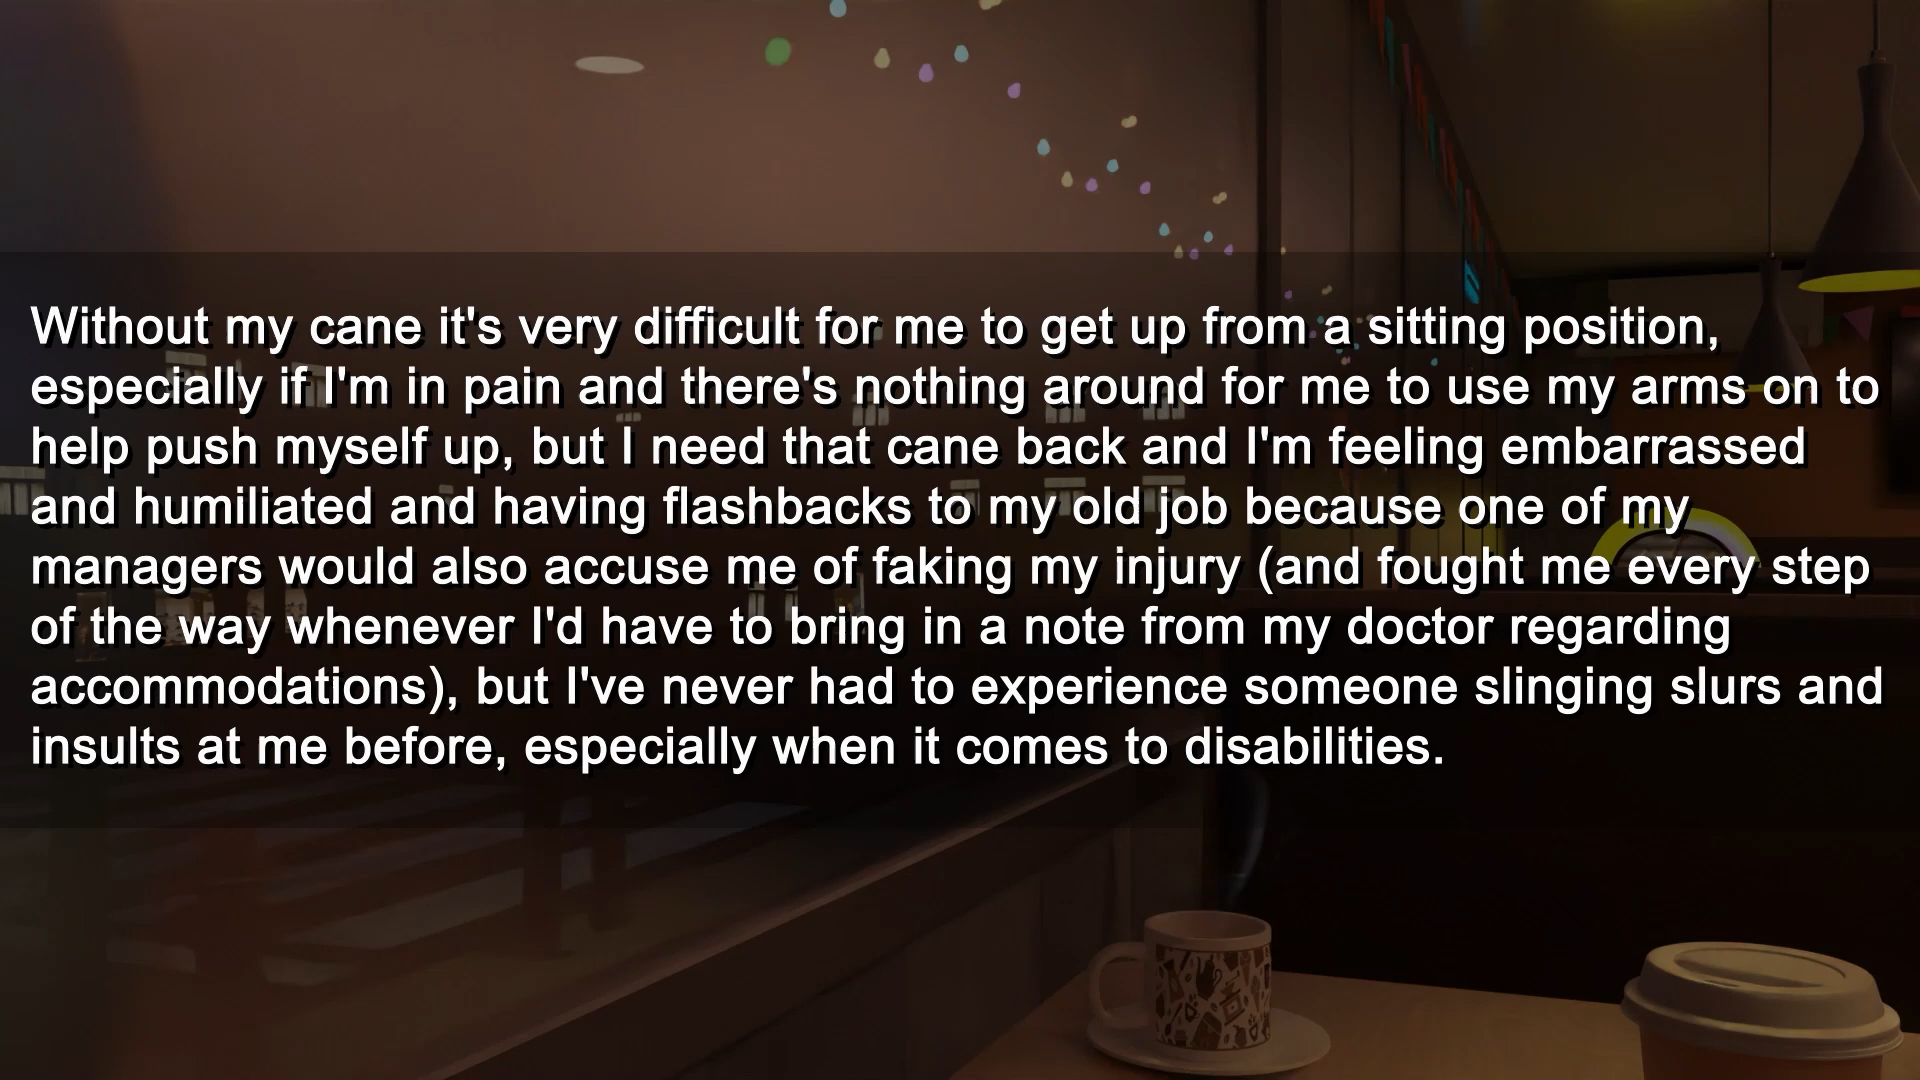 Without my cane it's very difficult for me to get up from a sitting position,
especially if I'm in pain and there's nothing around for me to use my arms on to
help push myself up, but I need that cane back and I'm feeling embarrassed
and humiliated and having flashbacks to my old job because one of my
managers would also accuse me of faking my injury (and fought me every step
of the way whenever I'd have to bring in a note from my doctor regarding
accommodations), but I've never had to experience someone slinging slurs and
insults at me before, especially when it comes to disabilities.